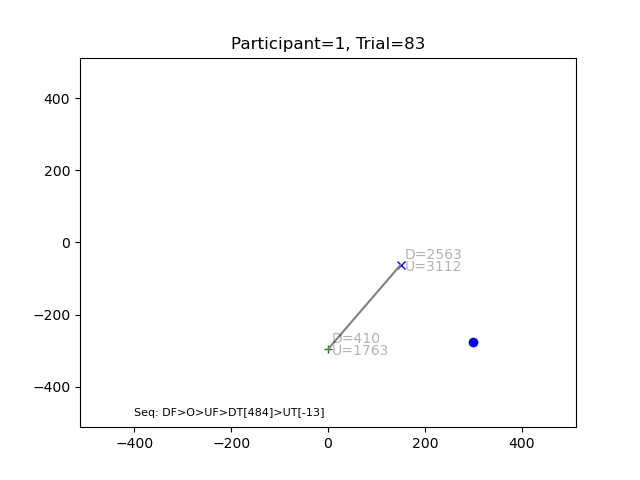 Participant=1, Trial=83
400
200
0
−200
−400
D=2563
U=3112
D=410
U=1763
Seq: DF>O>UF>DT[484]>UT[-13]
−400
−200
0
200
400